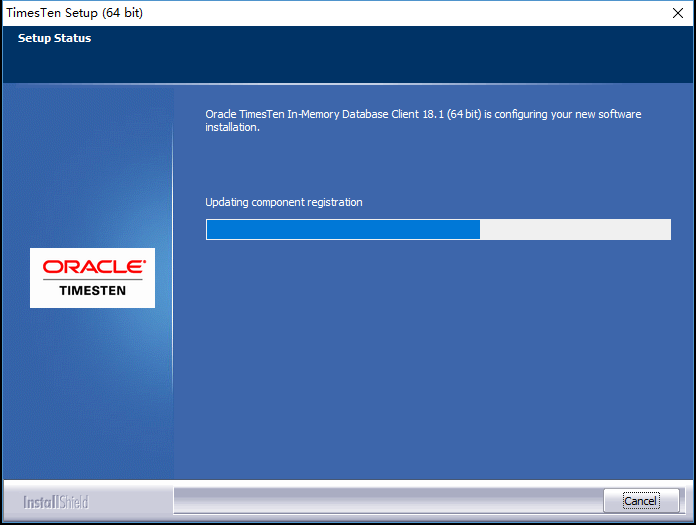 TimesTen Setup (64 bit)
Setup Status
Oracle TimesTen In-Memory Database Client 18.1 (64 bit) is configuring your new software
installation.
Updating component registration
ORACLE®
TIMESTEN
InstallShield
Cancel